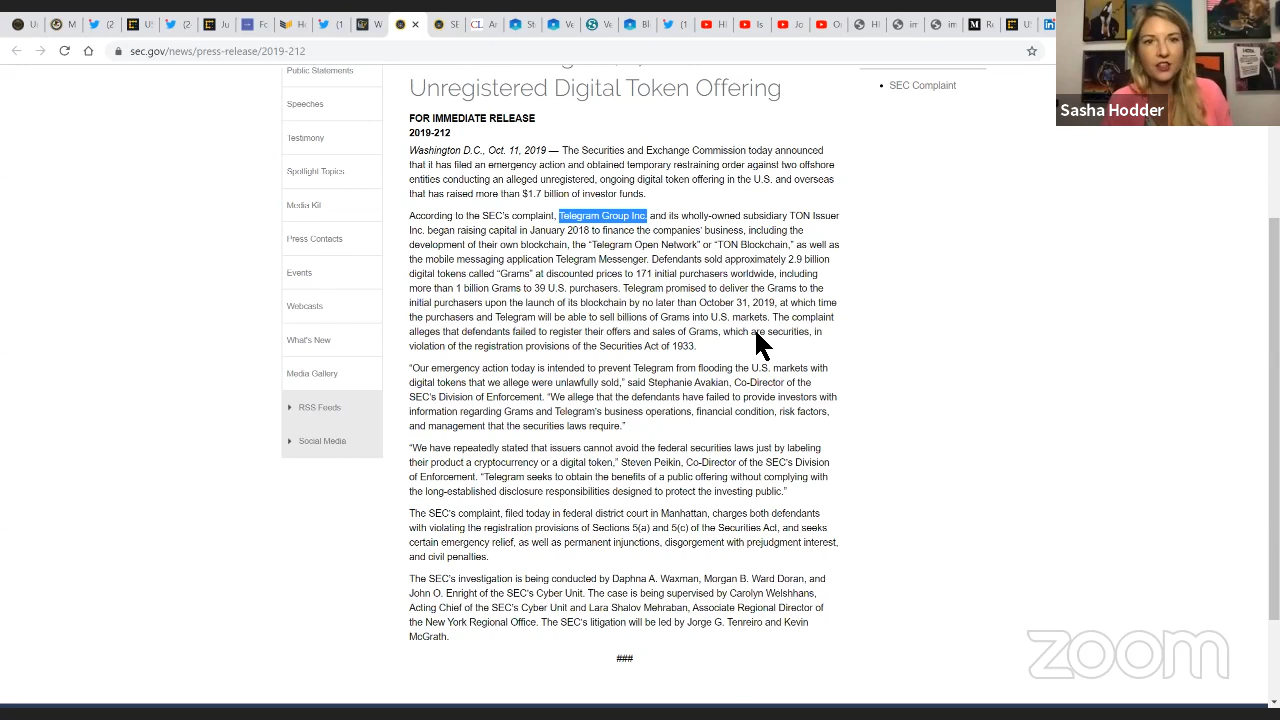 sec.gov/news/press-release/2019-212
Sasha Hodder
Public Statements
Speeches
Testimony
Spotlight Topics
Media Kit
Press Contacts
Events
Webcasts
What's New
Media Gallery
RSS Feeds
Social Media
Unregistered Digital Token Offering
SEC Complaint
FOR IMMEDIATE RELEASE
2019-212
Washington D.C., Oct. 11, 2019 — The Securities and Exchange Commission today announced
that it has filed an emergency action and obtained temporary restraining order against two offshore
entities conducting an alleged unregistered, ongoing digital token offering in the U.S. and overseas
that has raised more than $1.7 billion of investor funds.
According to the SEC's complaint, Telegram Group Inc. and its wholly-owned subsidiary TON Issuer
Inc. began raising capital in January 2018 to finance the companies' business, including the
development of their own blockchain, the “Telegram Open Network” or “TON Blockchain,” as well as
the mobile messaging application Telegram Messenger. Defendants sold approximately 2.9 billion
digital tokens called “Grams” at discounted prices to 171 initial purchasers worldwide, including
more than 1 billion Grams to 39 U.S. purchasers. Telegram promised to deliver the Grams to the
initial purchasers upon the launch of its blockchain by no later than October 31, 2019, at which time
the purchasers and Telegram will be able to sell billions of Grams into U.S. markets. The complaint
alleges that defendants failed to register their offers and sales of Grams, which are securities, in
violation of the registration provisions of the Securities Act of 1933.
“Our emergency action today is intended to prevent Telegram from flooding the U.S. markets with
digital tokens that we allege were unlawfully sold,” said Stephanie Avakian, Co-Director of the
SEC's Division of Enforcement. “We allege that the defendants have failed to provide investors with
information regarding Grams and Telegram's business operations, financial condition, risk factors,
and management that the securities laws require.”
“We have repeatedly stated that issuers cannot avoid the federal securities laws just by labeling
their product a cryptocurrency or a digital token,” Steven Peikin, Co-Director of the SEC's Division
of Enforcement. “Telegram seeks to obtain the benefits of a public offering without complying with
the long-established disclosure responsibilities designed to protect the investing public.”
The SEC's complaint, filed today in federal district court in Manhattan, charges both defendants
with violating the registration provisions of Sections 5(a) and 5(c) of the Securities Act, and seeks
certain emergency relief, as well as permanent injunctions, disgorgement with prejudgment interest,
and civil penalties.
The SEC's investigation is being conducted by Daphna A. Waxman, Morgan B. Ward Doran, and
John O. Enright of the SEC's Cyber Unit. The case is being supervised by Carolyn Welshhans,
Acting Chief of the SEC's Cyber Unit and Lara Shalov Mehraban, Associate Regional Director of
the New York Regional Office. The SEC's litigation will be led by Jorge G. Tenreiro and Kevin
McGrath.
###
zoom